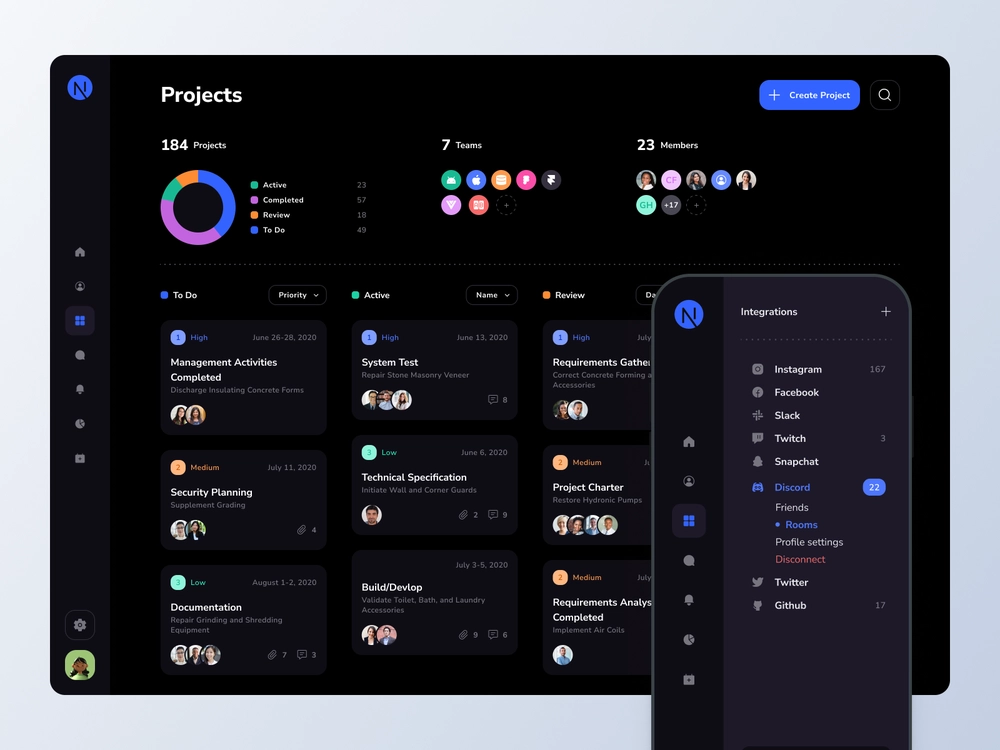 N
Projects
Create Project
184 Projects
7 Teams
23 Members
Active 23
Completed 57
Review 18
To Do 49
CF
GH
+17
To Do
Priority
1 High June 26-28, 2020
Management Activities
Completed
Discharge Insulating Concrete Forms
2 Medium July 11, 2020
Security Planning
Supplement Grading
4
3 Low August 1-2, 2020
Documentation
Repair Grinding and Shredding
Equipment
7 3
Active
Name
1 High June 13, 2020
System Test
Repair Stone Masonry Veneer
8
3 Low June 6, 2020
Technical Specification
Initiate Wall and Corner Guards
2 9
July 3-5, 2020
Build/Devlop
Validate Toilet, Bath, and Laundry
Accessories
9 6
Review
Da
1 High July
Requirements Gather
Correct Concrete Forming a
Accessories
2 Medium Ju
Project Charter
Restore Hydronic Pumps
2 Medium July
Requirements Analys
Completed
Implement Air Coils
N
Integrations
Instagram 167
Facebook
Slack
Twitch 3
Snapchat
Discord 22
Friends
Rooms
Profile settings
Disconnect
Twitter
Github 17